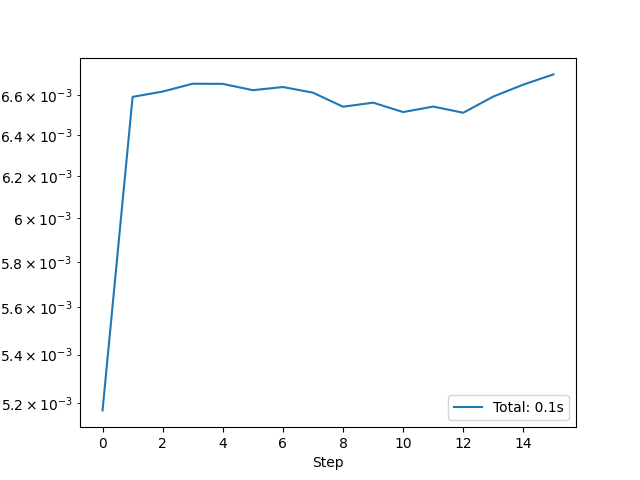 6.6 × 10⁻³
6.4 × 10⁻³
6.2 × 10⁻³
6 × 10⁻³
5.8 × 10⁻³
5.6 × 10⁻³
5.4 × 10⁻³
5.2 × 10⁻³
Total: 0.1s
0 2 4 6 8 10 12 14
Step